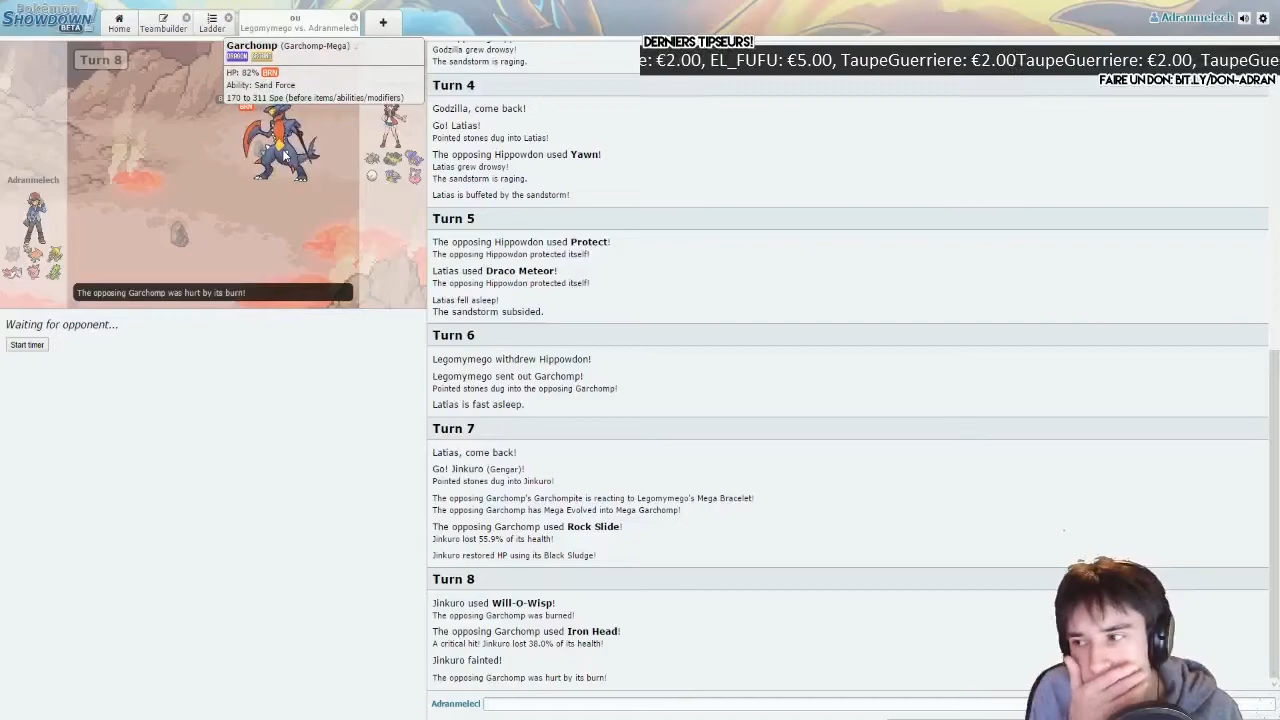 Pokémon
SHOWDOWN
BETA
Home
Teambuilder
Ladder
ou
Legomymego vs. Adranmelech
+
Adranmelech
DERNIERS TIPSEURS!
e: €2.00, EL_FUFU: €5.00, TaupeGuerriere: €2.00TaupeGuerriere: €2.00, TaupeGue
FAIRE UN DON: BIT.LY/DON-ADRAN
Turn 8
Garchomp (Garchomp-Mega)
DRAGON GROUND
HP: 82% BRN
Ability: Sand Force
170 to 311 Spe (before items/abilities/modifiers)
BRN
Adranmelech
The opposing Garchomp was hurt by its burn!
Waiting for opponent...
Start timer
Godzilla grew drowsy!
The sandstorm is raging.
Turn 4
Godzilla, come back!
Go! Latias!
Pointed stones dug into Latias!
The opposing Hippowdon used Yawn!
Latias grew drowsy!
The sandstorm is raging.
Latias is buffeted by the sandstorm!
Turn 5
The opposing Hippowdon used Protect!
The opposing Hippowdon protected itself!
Latias used Draco Meteor!
The opposing Hippowdon protected itself!
Latias fell asleep!
The sandstorm subsided.
Turn 6
Legomymego withdrew Hippowdon!
Legomymego sent out Garchomp!
Pointed stones dug into the opposing Garchomp!
Latias is fast asleep.
Turn 7
Latias, come back!
Go! Jinkuro (Gengar)!
Pointed stones dug into Jinkuro!
The opposing Garchomp's Garchompite is reacting to Legomymego's Mega Bracelet!
The opposing Garchomp has Mega Evolved into Mega Garchomp!
The opposing Garchomp used Rock Slide!
Jinkuro lost 55.9% of its health!
Jinkuro restored HP using its Black Sludge!
Turn 8
Jinkuro used Will-O-Wisp!
The opposing Garchomp was burned!
The opposing Garchomp used Iron Head!
A critical hit! Jinkuro lost 38.0% of its health!
Jinkuro fainted!
The opposing Garchomp was hurt by its burn!
Adranmelecl